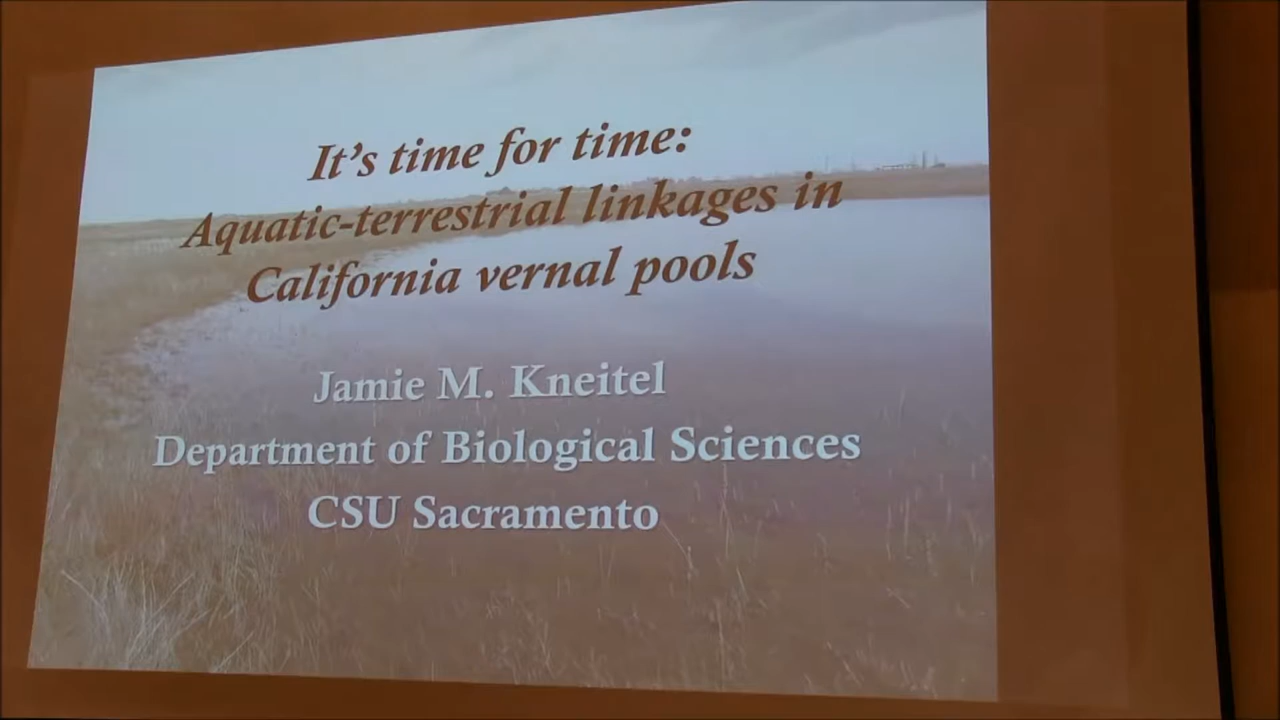 It's time for time:
Aquatic-terrestrial linkages in
California vernal pools
Jamie M. Kneitel
Department of Biological Sciences
CSU Sacramento